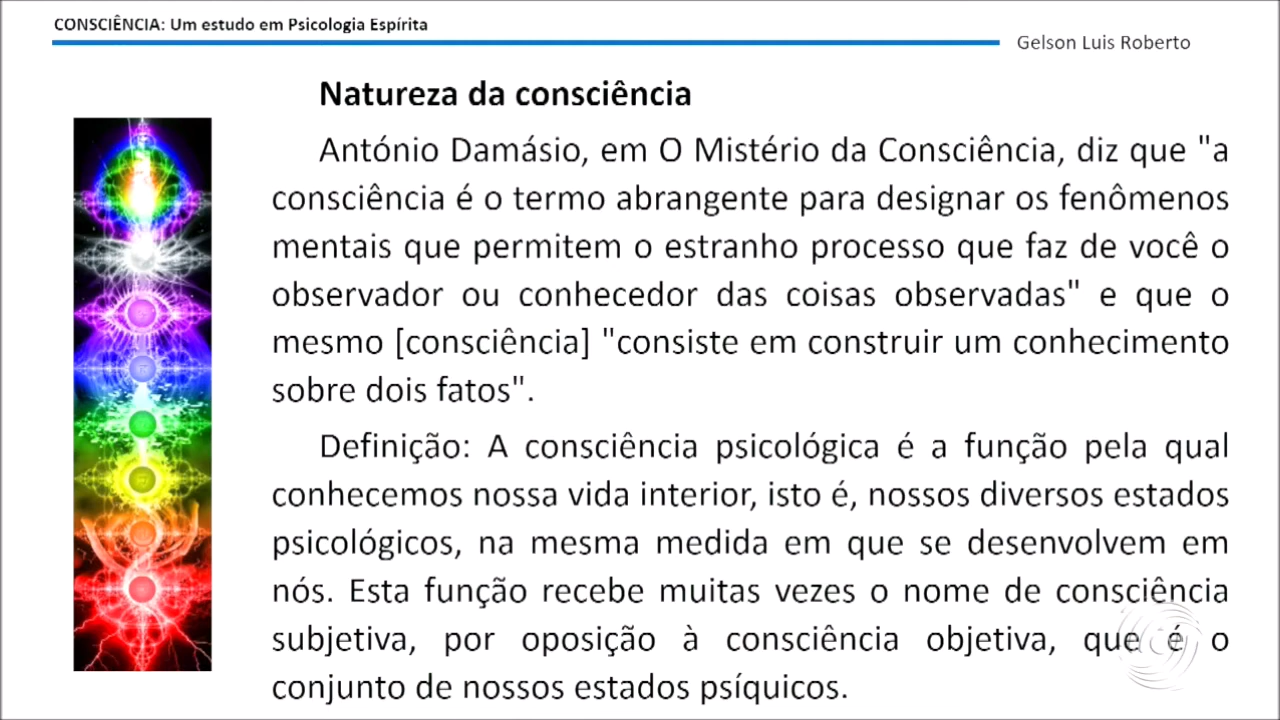 CONSCIÊNCIA: Um estudo em Psicologia Espírita
Gelson Luis Roberto
Natureza da consciência
António Damásio, em O Mistério da Consciência, diz que "a
consciência é o termo abrangente para designar os fenômenos
mentais que permitem o estranho processo que faz de você o
observador ou conhecedor das coisas observadas" e que o
mesmo [consciência] "consiste em construir um conhecimento
sobre dois fatos".
Definição: A consciência psicológica é a função pela qual
conhecemos nossa vida interior, isto é, nossos diversos estados
psicológicos, na mesma medida em que se desenvolvem em
nós. Esta função recebe muitas vezes o nome de consciência
subjetiva, por oposição à consciência objetiva, que é o
conjunto de nossos estados psíquicos.